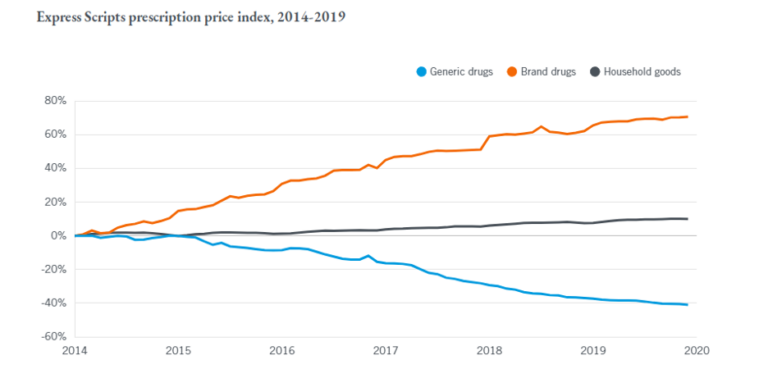 Express Scripts prescription price index, 2014-2019
Generic drugs Brand drugs Household goods
80%
60%
40%
20%
0%
-20%
-40%
-60%
2014 2015 2016 2017 2018 2019 2020